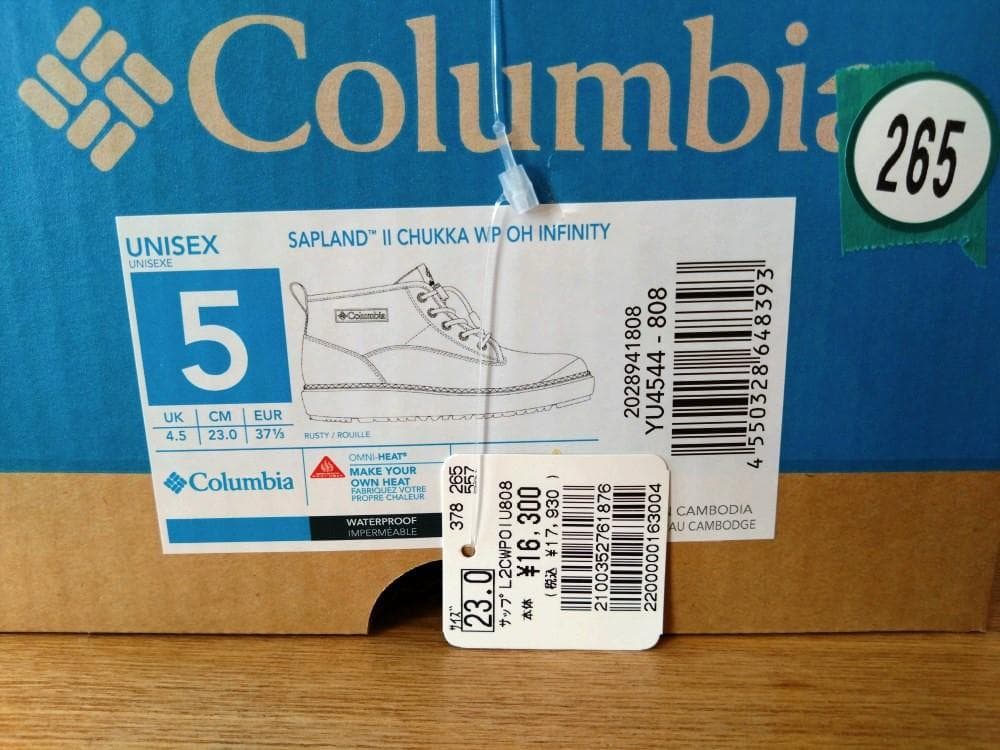 Columbia
265
UNISEX
UNISEXE
SAPLAND™ II CHUKKA WP OH INFINITY
5
Columbia
UK CM EUR
4.5 23.0 37⅓
RUSTY / ROUILLE
Columbia
OMNI-HEAT®
MAKE YOUR
OWN HEAT
FABRIQUEZ VOTRE
PROPRE CHALEUR
WATERPROOF
IMPERMÉABLE
2028941808
YU4544 - 808
4 550328 648393
CAMBODIA
AU CAMBODGE
378 265
557
サイズ 23.0
サップ L2CWPOIU808
本体 ¥16,300
(税込 ¥17,930 )
2100352761876
2200000163004